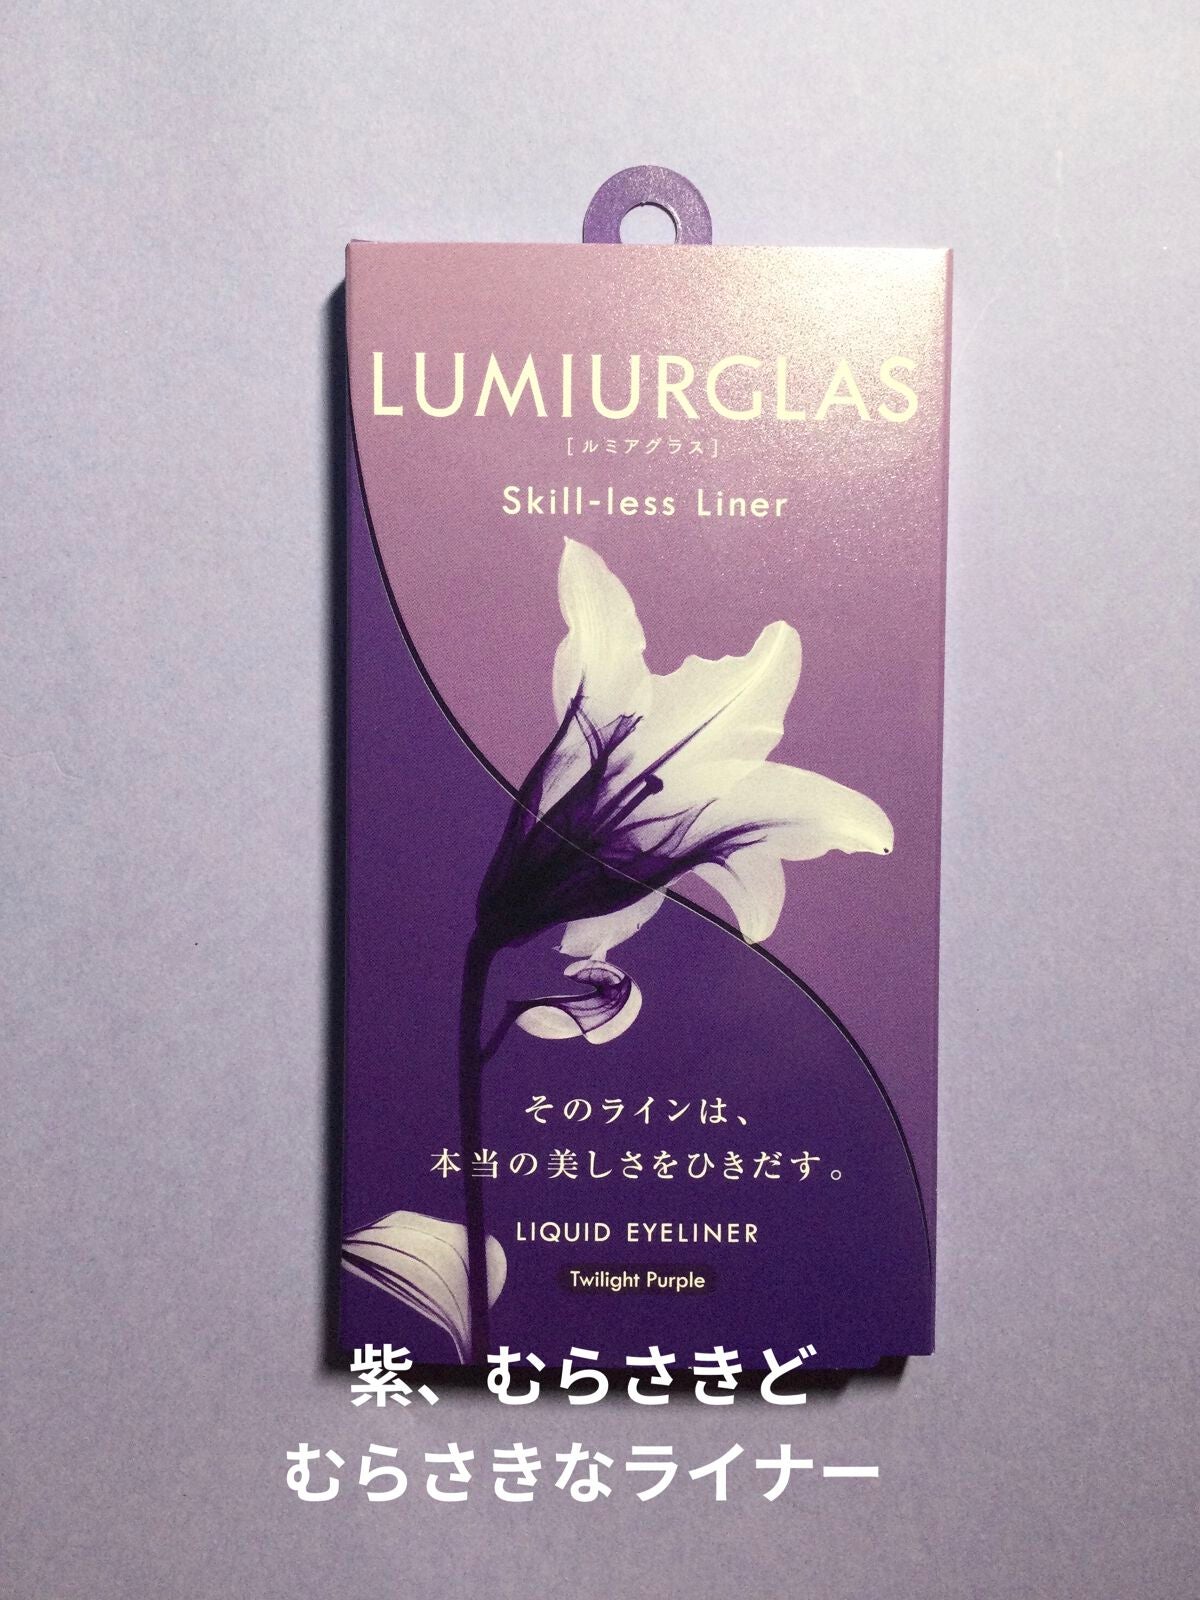 LUMIURGLAS
[ルミアグラス]
Skill-less Liner
そのラインは、
本当の美しさをひきだす。
LIQUID EYELINER
Twilight Purple
紫、むらさきど
むらさきなライナー